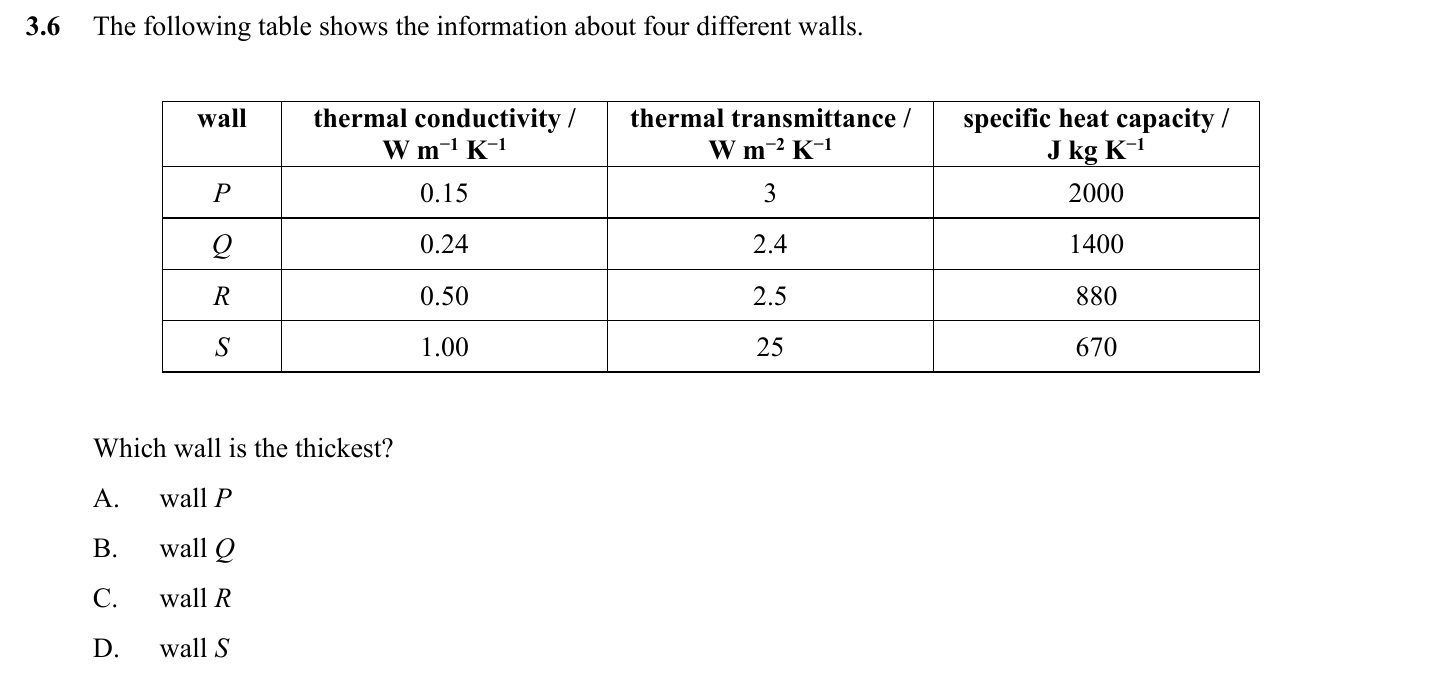 3.6 The following table shows the information about four different walls.
wall thermal conductivity / thermal transmittance / specific heat capacity /
W m⁻¹ K⁻¹ W m⁻² K⁻¹ J kg K⁻¹
P 0.15 3 2000
Q 0.24 2.4 1400
R 0.50 2.5 880
S 1.00 25 670
Which wall is the thickest?
A. wall P
B. wall Q
C. wall R
D. wall S